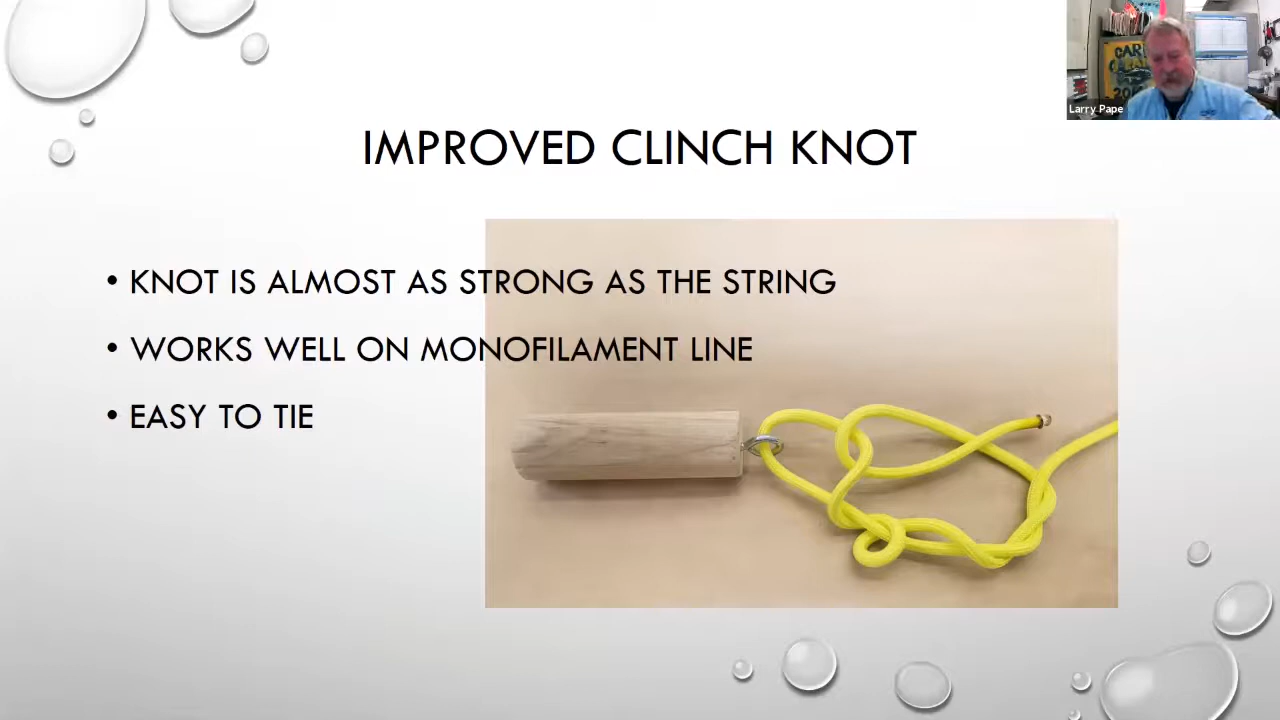 IMPROVED CLINCH KNOT
• KNOT IS ALMOST AS STRONG AS THE STRING
• WORKS WELL ON MONOFILAMENT LINE
• EASY TO TIE
Larry Pape